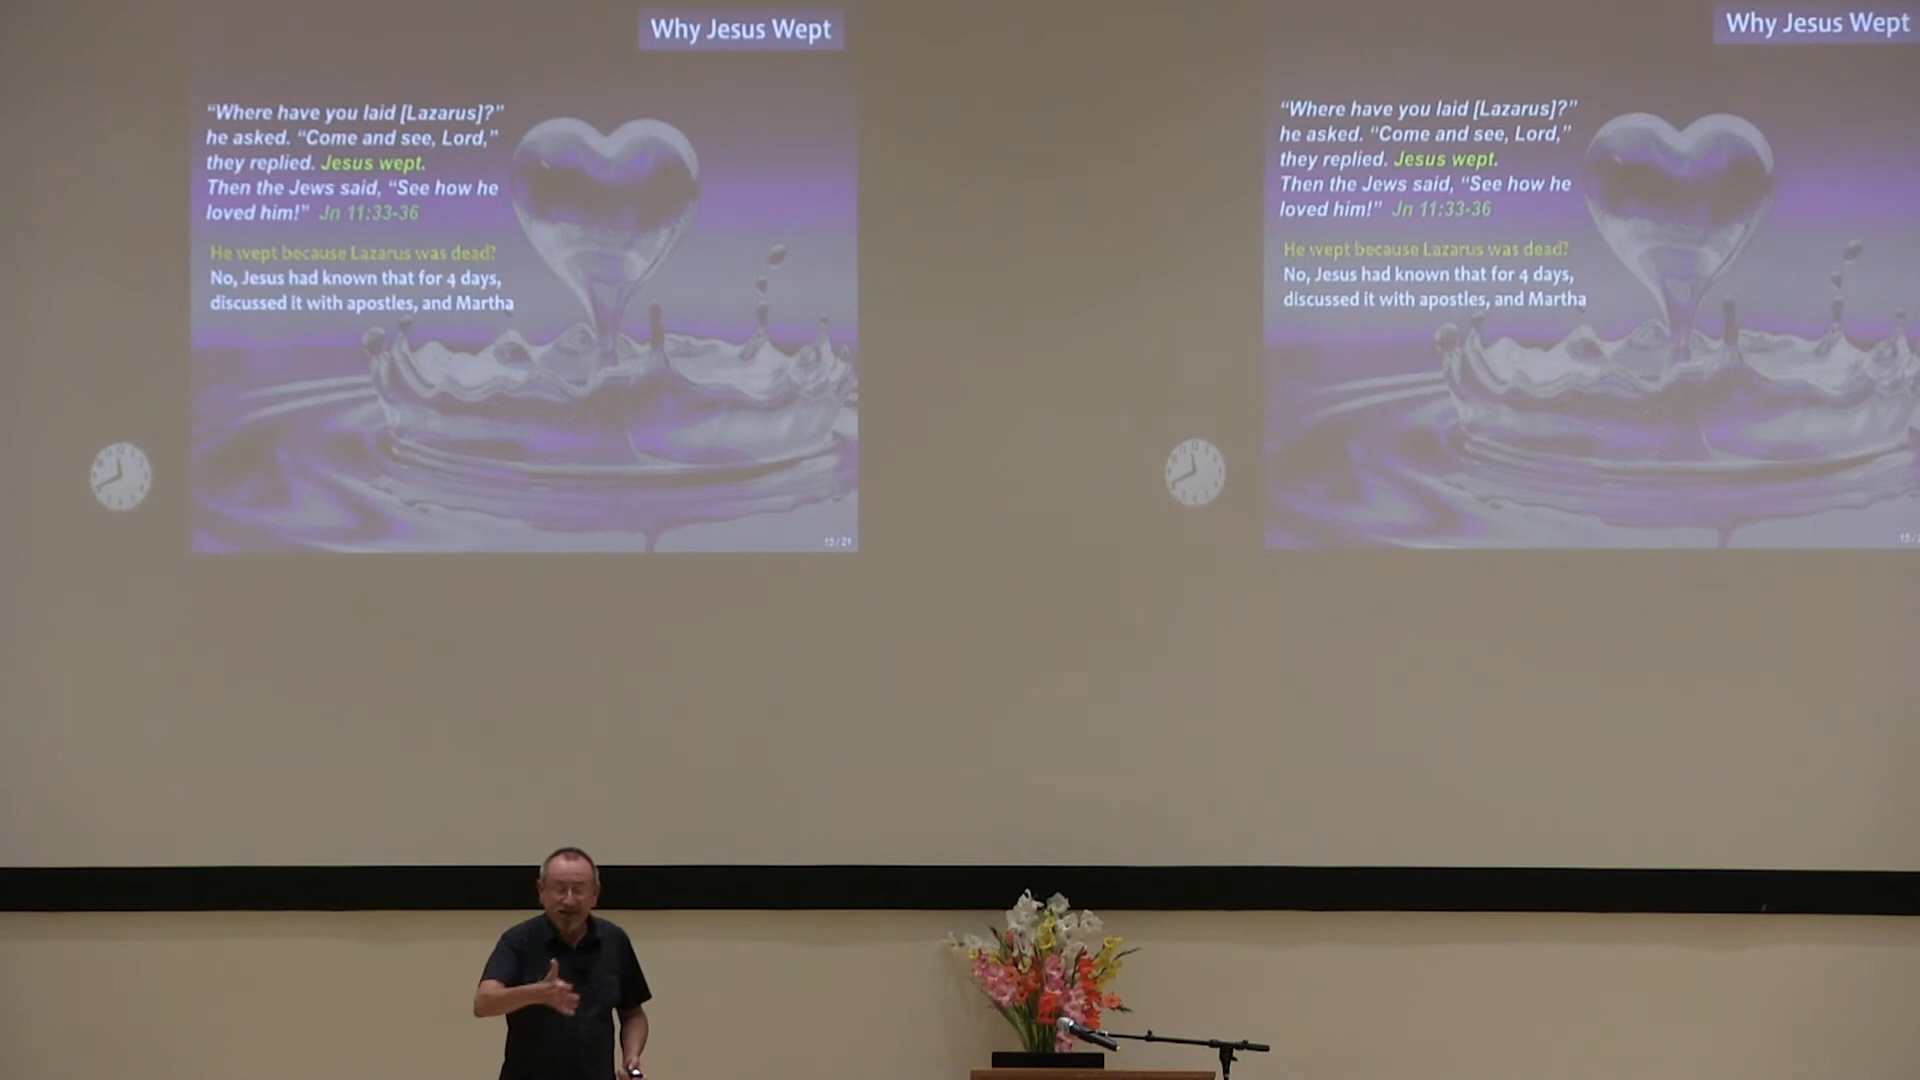 Why Jesus Wept
“Where have you laid [Lazarus]?”
he asked. “Come and see, Lord,”
they replied. Jesus wept.
Then the Jews said, “See how he
loved him!” Jn 11:33-36
He wept because Lazarus was dead?
No, Jesus had known that for 4 days,
discussed it with apostles, and Martha
15/21
Why Jesus Wept
“Where have you laid [Lazarus]?”
he asked. “Come and see, Lord,”
they replied. Jesus wept.
Then the Jews said, “See how he
loved him!” Jn 11:33-36
He wept because Lazarus was dead?
No, Jesus had known that for 4 days,
discussed it with apostles, and Martha